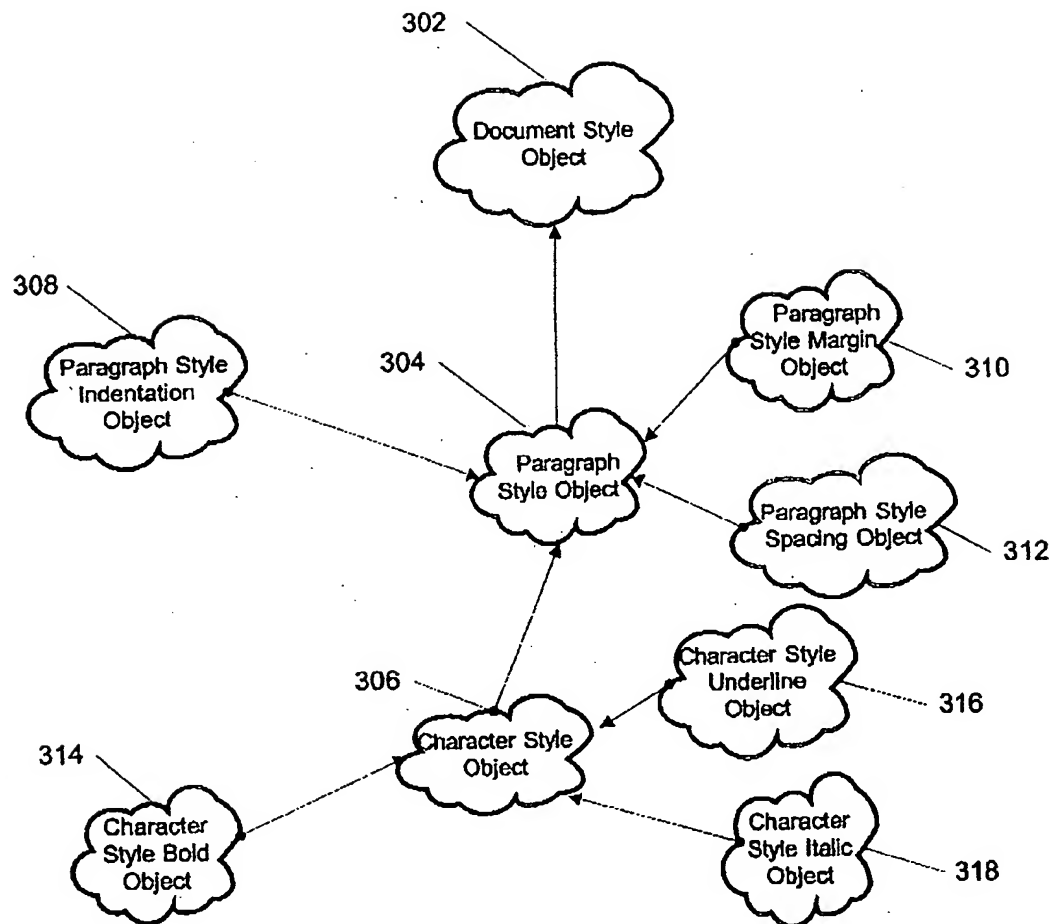 302
Document Style
Object
308
Paragraph Style
Indentation
Object
304
Paragraph
Style Margin
Object
310
Paragraph
Style Object
Paragraph Style
Spacing Object
312
306
Character Style
Underline
Object
316
Character Style
Object
314
Character
Style Bold
Object
Character
Style Italic
Object
318